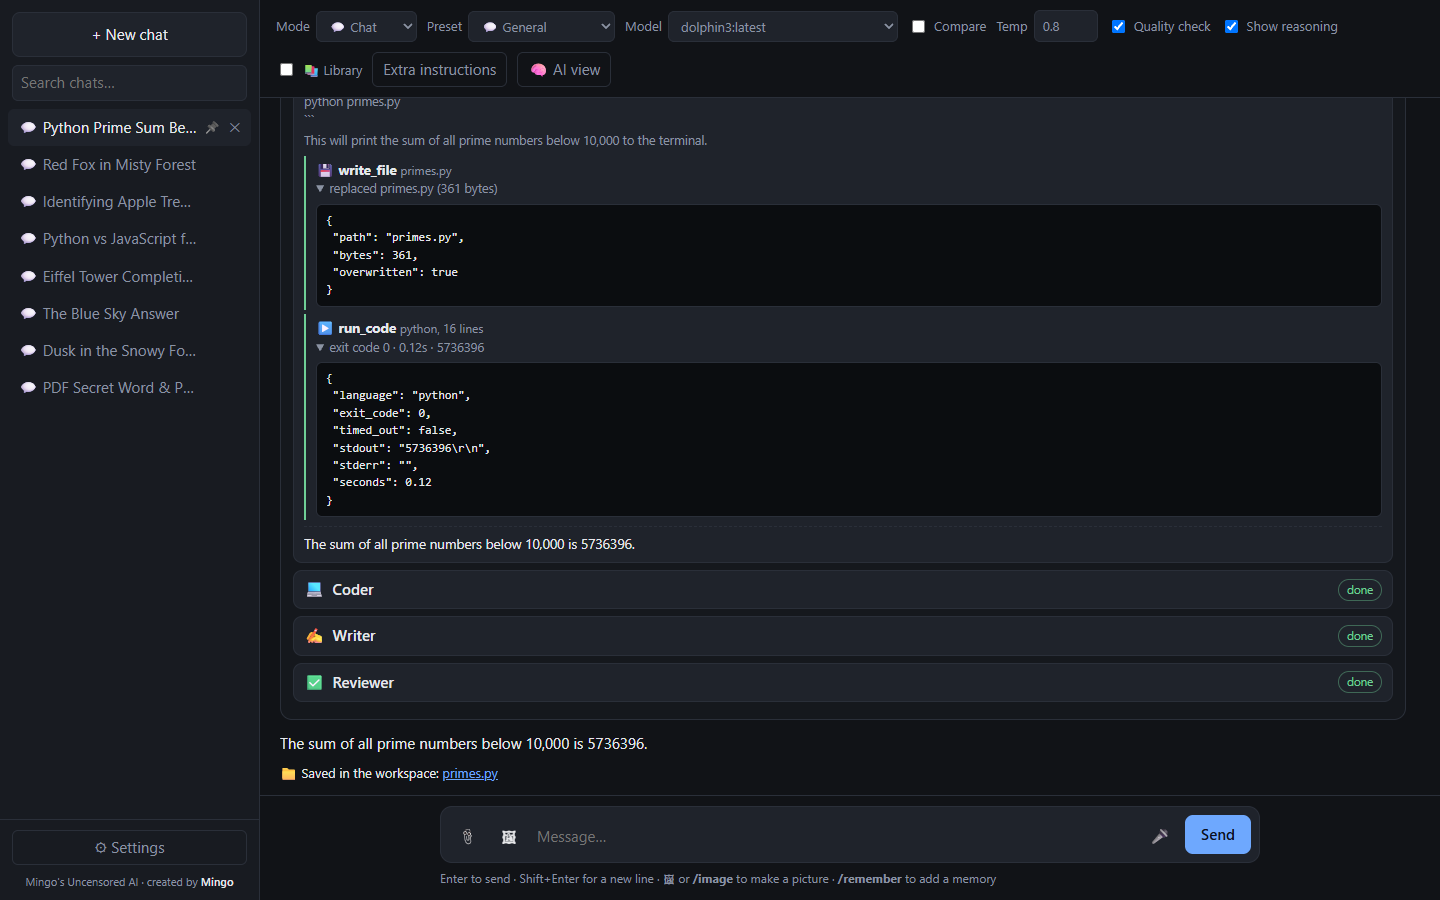 + New chat
Search chats...
Python Prime Sum Be...
Red Fox in Misty Forest
Identifying Apple Tre...
Python vs JavaScript f...
Eiffel Tower Completi...
The Blue Sky Answer
Dusk in the Snowy Fo...
PDF Secret Word & P...
Settings
Mingo's Uncensored AI · created by Mingo
Mode Chat Preset General Model dolphin3:latest Compare Temp 0.8 Quality check Show reasoning
Library Extra instructions AI view
python primes.py
```
This will print the sum of all prime numbers below 10,000 to the terminal.
write_file primes.py
▼ replaced primes.py (361 bytes)
{
"path": "primes.py",
"bytes": 361,
"overwritten": true
}
run_code python, 16 lines
▼ exit code 0 · 0.12s · 5736396
{
"language": "python",
"exit_code": 0,
"timed_out": false,
"stdout": "5736396\r\n",
"stderr": "",
"seconds": 0.12
}
The sum of all prime numbers below 10,000 is 5736396.
Coder done
Writer done
Reviewer done
The sum of all prime numbers below 10,000 is 5736396.
Saved in the workspace: primes.py
Message...
Send
Enter to send · Shift+Enter for a new line · 🖼 or /image to make a picture · /remember to add a memory